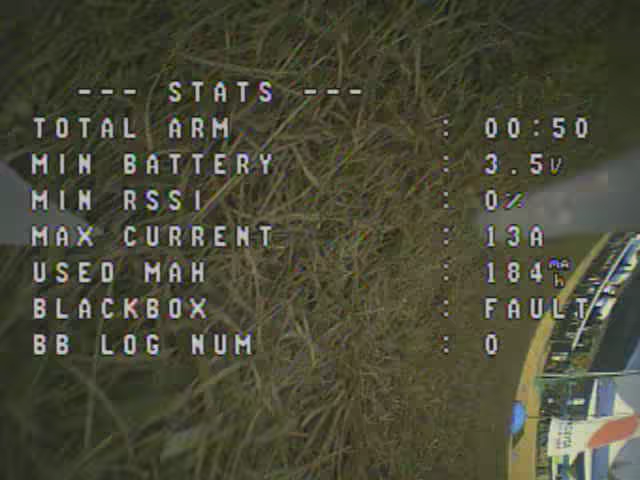 --- STATS ---
TOTAL ARM : 00:50
MIN BATTERY : 3.5V
MIN RSSI : 0%
MAX CURRENT : 13A
USED MAH : 184mAh
BLACKBOX : FAULT
BB LOG NUM : 0